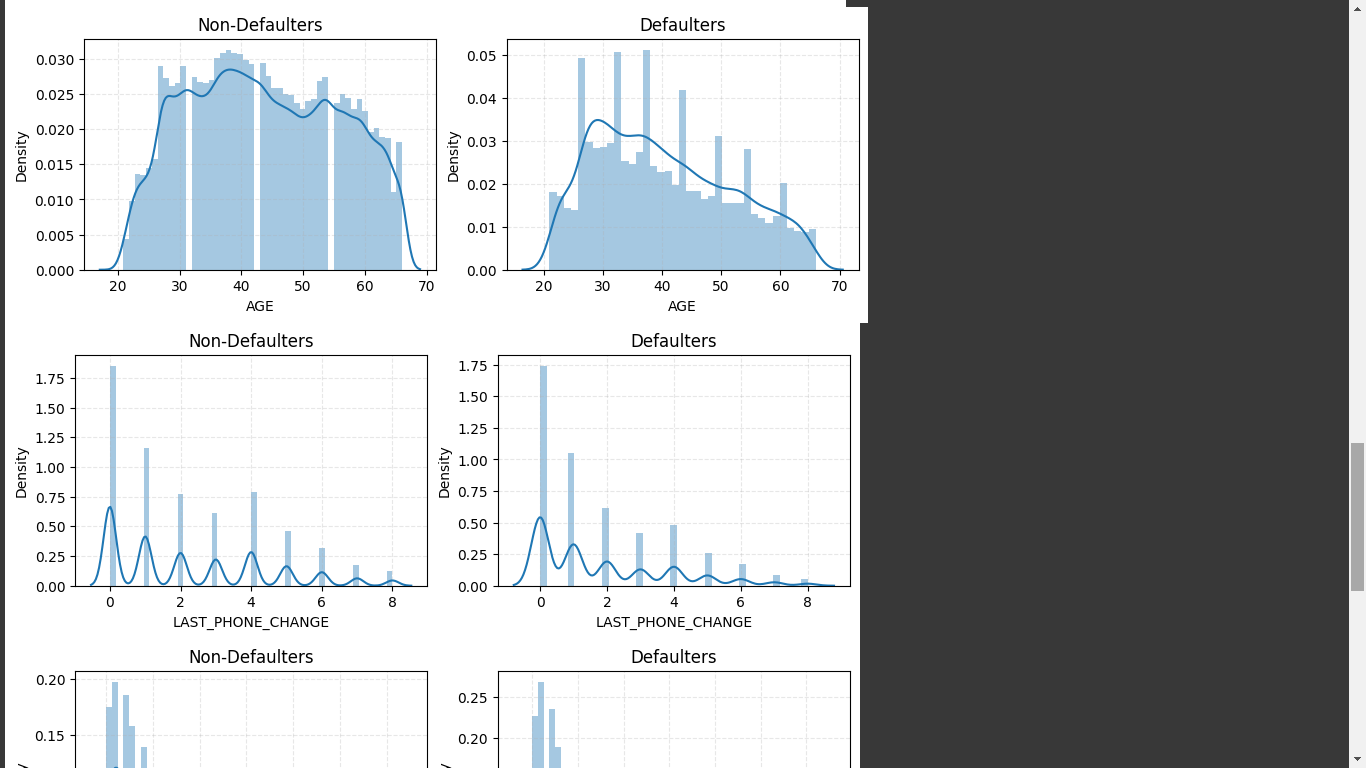 Non-Defaulters
0.030
0.025
0.020
0.015
0.010
0.005
0.000
Density
20 30 40 50 60 70
AGE
Defaulters
0.05
0.04
0.03
0.02
0.01
0.00
Density
20 30 40 50 60 70
AGE
Non-Defaulters
1.75
1.50
1.25
1.00
0.75
0.50
0.25
0.00
Density
0 2 4 6 8
LAST_PHONE_CHANGE
Defaulters
1.75
1.50
1.25
1.00
0.75
0.50
0.25
0.00
Density
0 2 4 6 8
LAST_PHONE_CHANGE
Non-Defaulters
0.20
0.15
Defaulters
0.25
0.20